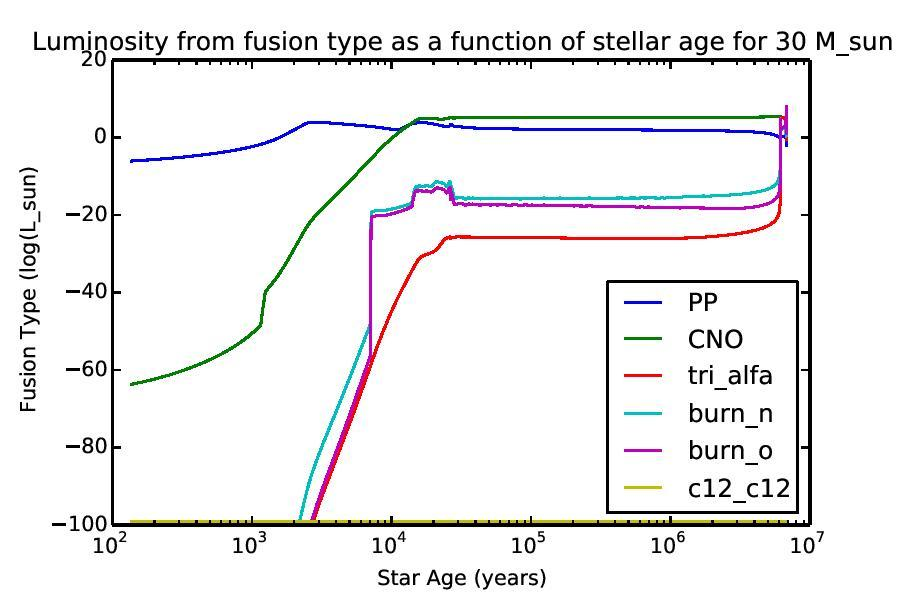 Luminosity from fusion type as a function of stellar age for 30 M_sun
20
0
−20
−40
−60
−80
−100
Fusion Type (log(L_sun)
PP
CNO
tri_alfa
burn_n
burn_o
c12_c12
10^2 10^3 10^4 10^5 10^6 10^7
Star Age (years)